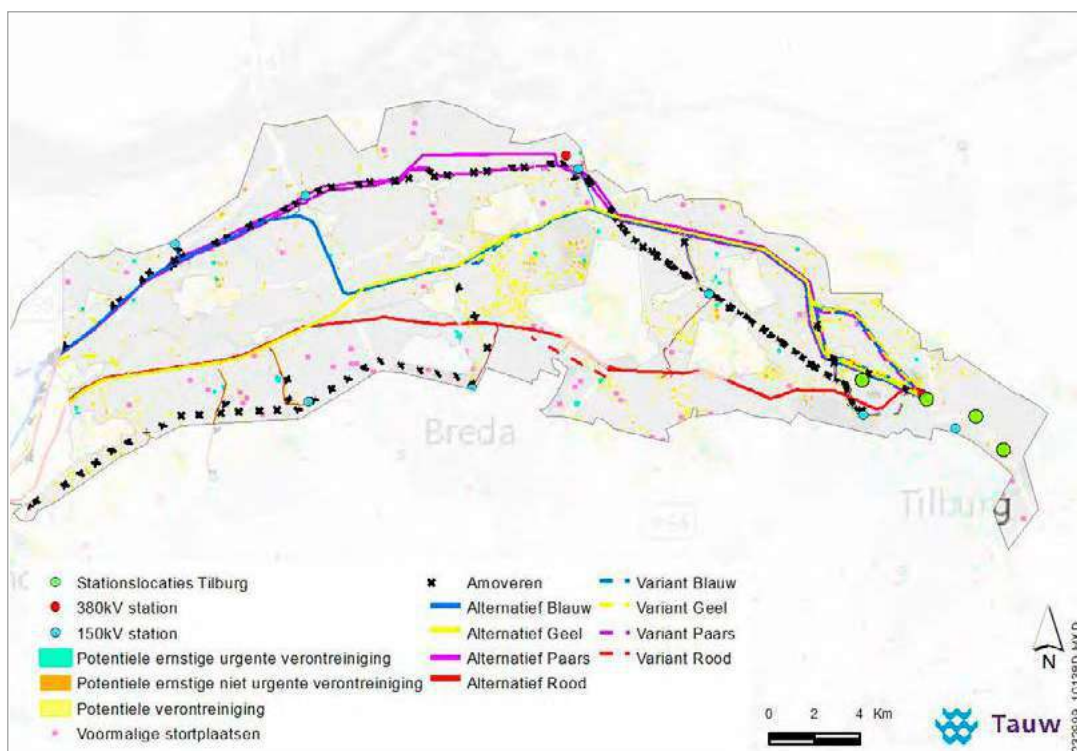 Breda
Tilburg
Stationslocaties Tilburg
380kV station
150kV station
Potentiele ernstige urgente verontreiniging
Potentiele ernstige niet urgente verontreiniging
Potentiele verontreiniging
Voormalige stortplaatsen
Amoveren
Alternatief Blauw
Alternatief Geel
Alternatief Paars
Alternatief Rood
Variant Blauw
Variant Geel
Variant Paars
Variant Rood
N
0 2 4 Km
Tauw